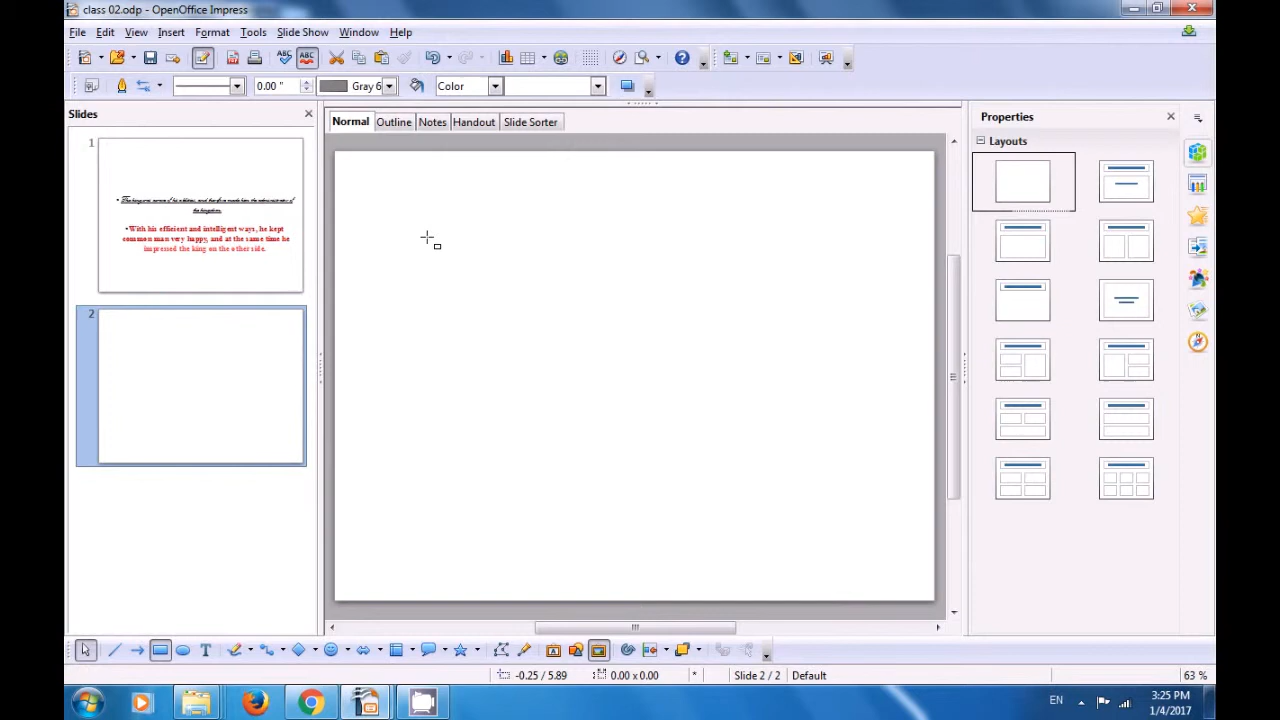 class 02.odp - OpenOffice Impress
File Edit View Insert Format Tools Slide Show Window Help
0.00 " Gray 6 Color
Slides
Normal Outline Notes Handout Slide Sorter
Properties
Layouts
1
•With his efficient and intelligent ways, he kept
common man very happy, and at the same time he
impressed the king on the other side.
2
-0.25 / 5.89 0.00 x 0.00 * Slide 2 / 2 Default 63 %
EN 3:25 PM
1/4/2017